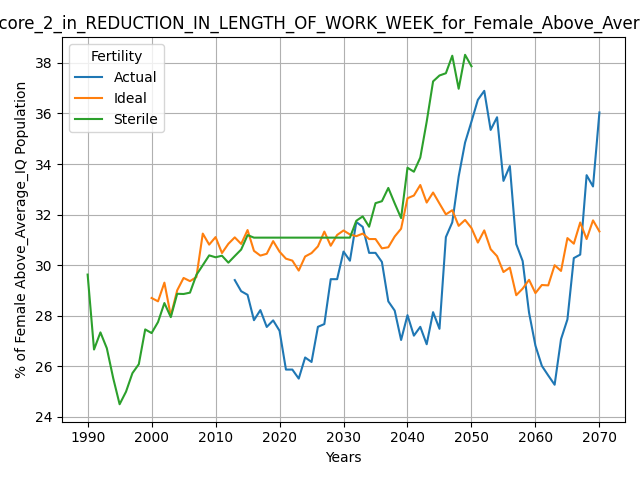 core_2_in_REDUCTION_IN_LENGTH_OF_WORK_WEEK_for_Female_Above_Aver
Fertility
Actual
Ideal
Sterile
% of Female Above_Average_IQ Population
38
36
34
32
30
28
26
24
1990 2000 2010 2020 2030 2040 2050 2060 2070
Years